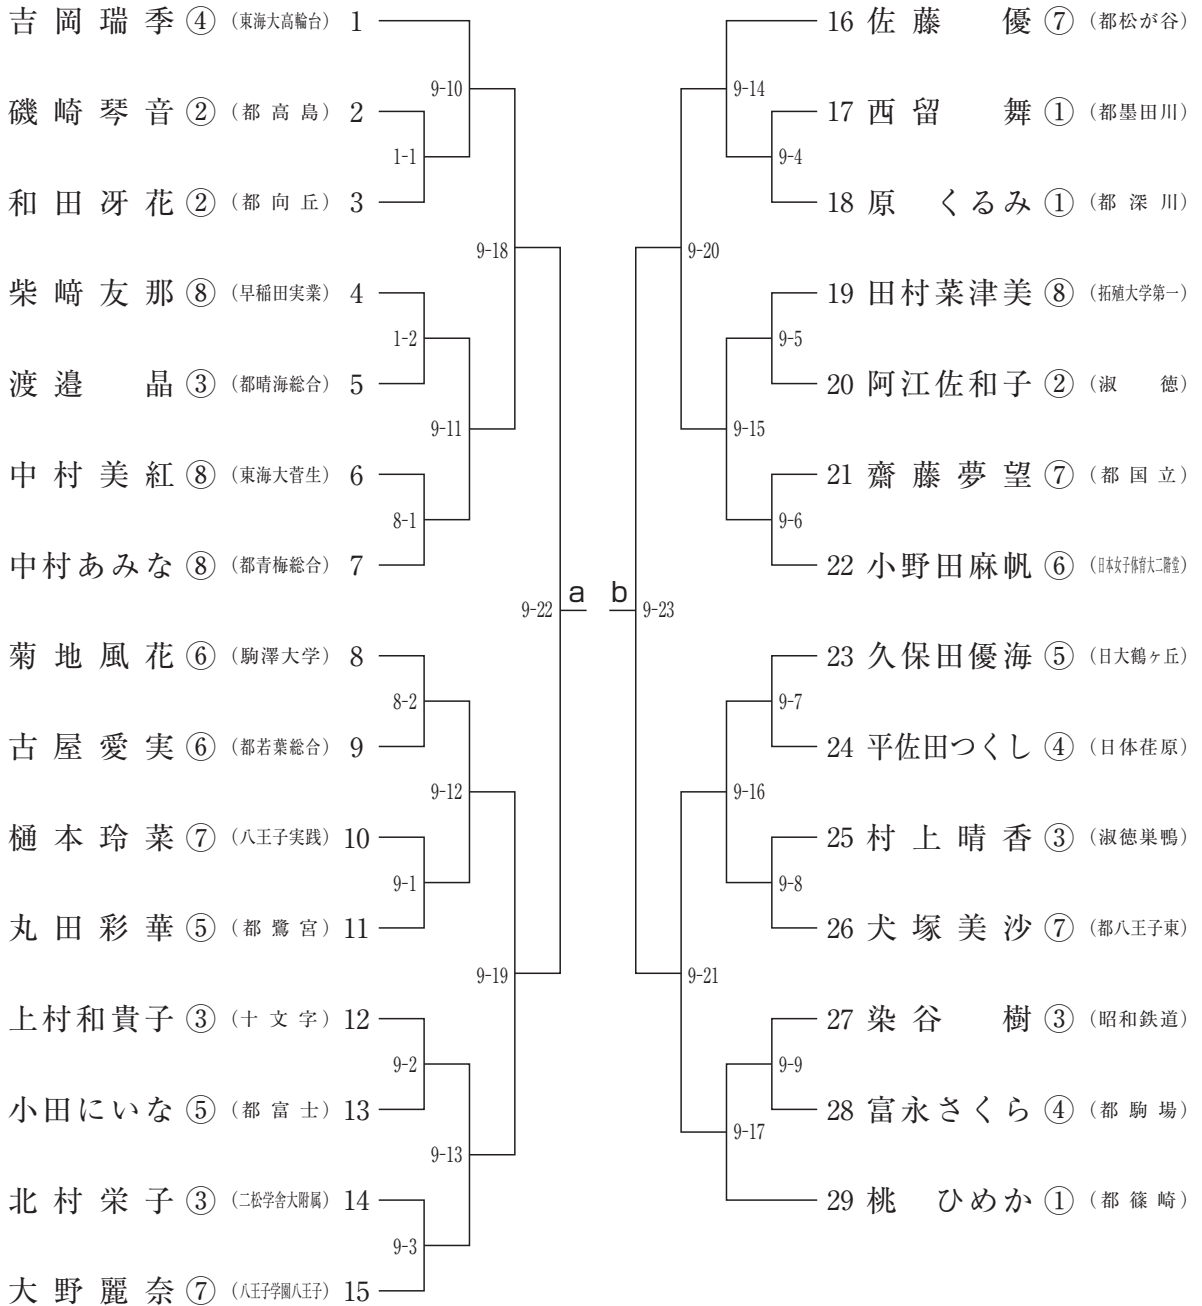 吉岡瑞季 ④ （東海大高輪台） 1
9-10
磯崎琴音 ② （都高島） 2
1-1
和田冴花 ② （都向丘） 3
9-18
柴﨑友那 ⑧ （早稲田実業） 4
1-2
渡邉　晶 ③ （都晴海総合） 5
9-11
中村美紅 ⑧ （東海大菅生） 6
8-1
中村あみな ⑧ （都青梅総合） 7
9-22 a
菊地風花 ⑥ （駒澤大学） 8
8-2
古屋愛実 ⑥ （都若葉総合） 9
9-12
樋本玲菜 ⑦ （八王子実践） 10
9-1
丸田彩華 ⑤ （都鷺宮） 11
9-19
上村和貴子 ③ （十文字） 12
9-2
小田にいな ⑤ （都富士） 13
9-13
北村栄子 ③ （二松学舎大附属） 14
9-3
大野麗奈 ⑦ （八王子学園八王子） 15
16 佐藤　優 ⑦ （都松が谷）
9-14
17 西留　舞 ① （都墨田川）
9-4
18 原　くるみ ① （都深川）
9-20
19 田村菜津美 ⑧ （拓殖大学第一）
9-5
20 阿江佐和子 ② （淑徳）
9-15
21 齋藤夢望 ⑦ （都国立）
9-6
22 小野田麻帆 ⑥ （日本女子体育大二階堂）
b 9-23
23 久保田優海 ⑤ （日大鶴ヶ丘）
9-7
24 平佐田つくし ④ （日体荏原）
9-16
25 村上晴香 ③ （淑徳巣鴨）
9-8
26 犬塚美沙 ⑦ （都八王子東）
9-21
27 染谷　樹 ③ （昭和鉄道）
9-9
28 富永さくら ④ （都駒場）
9-17
29 桃　ひめか ① （都篠崎）